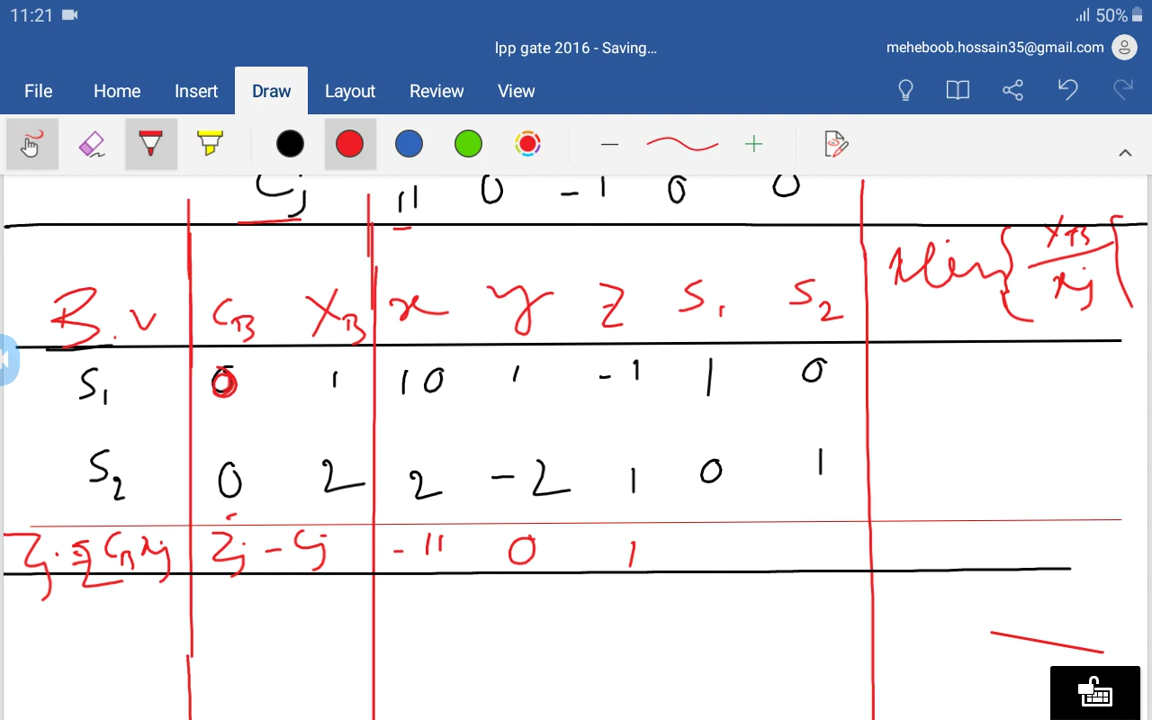 11:21 50%
lpp gate 2016 - Saving... meheboob.hossain35@gmail.com
File Home Insert Draw Layout Review View
Cj 11 0 -1 0 0
B.V CB XB x y Z S1 S2 Min{XB/xj}
S1 0 1 10 1 -1 1 0
S2 0 2 2 -2 1 0 1
Zj = CB xj Zj - Cj -11 0 1